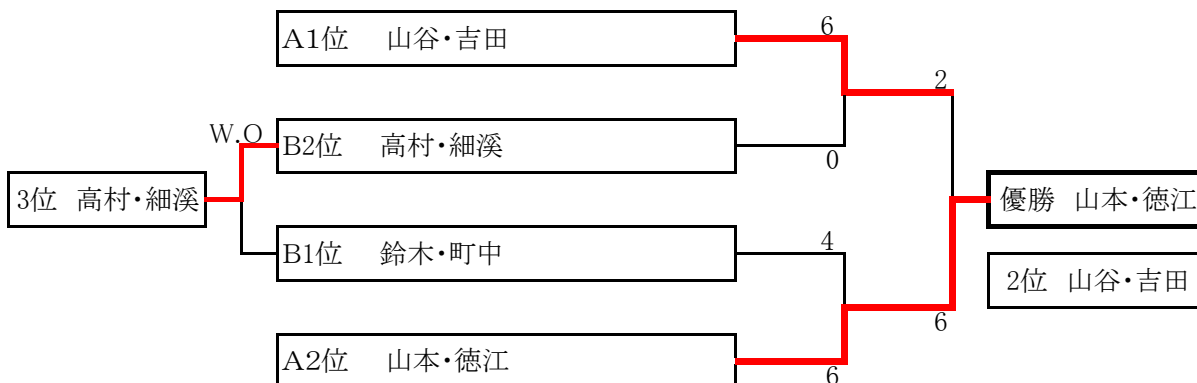 A1位 山谷・吉田
6
2
W.O
B2位 高村・細溪
0
3位 高村・細溪
優勝 山本・徳江
B1位 鈴木・町中
4
2位 山谷・吉田
6
A2位 山本・徳江
6